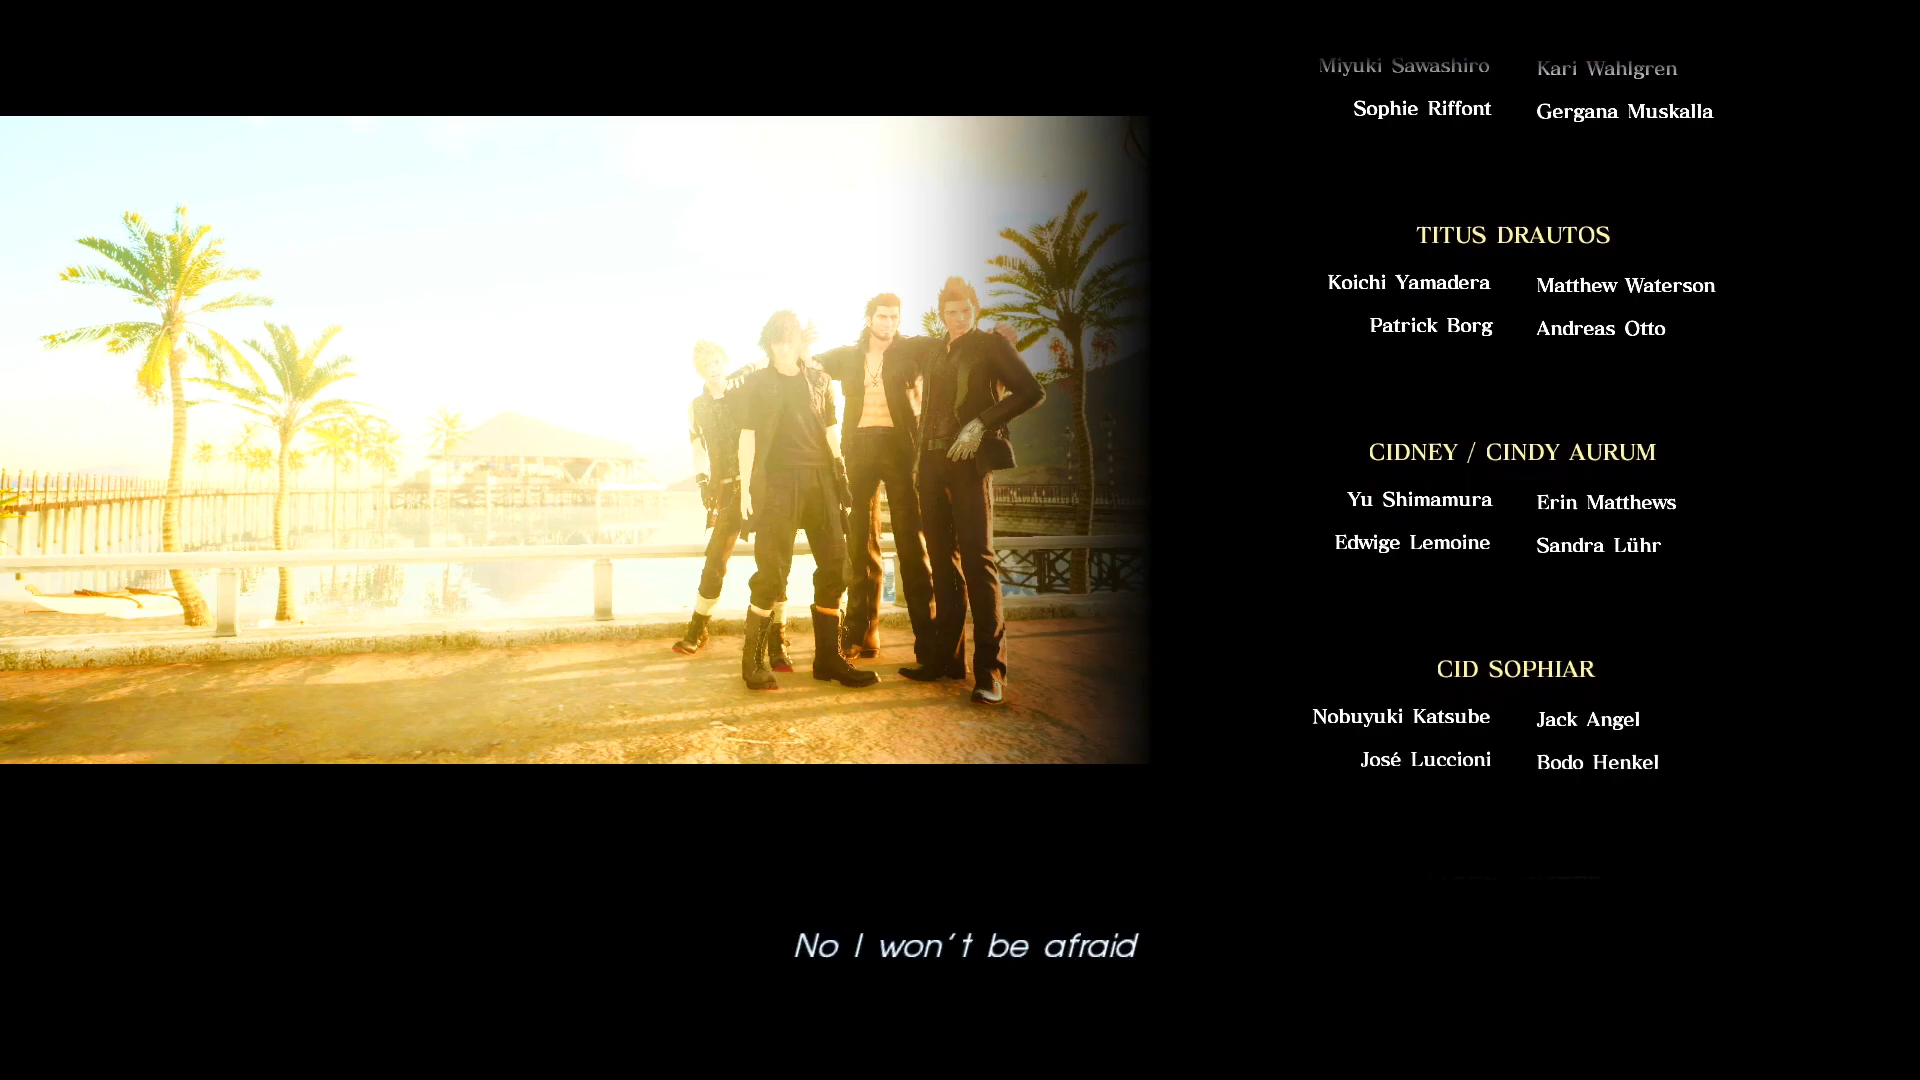 Miyuki Sawashiro Kari Wahlgren
Sophie Riffont Gergana Muskalla
TITUS DRAUTOS
Koichi Yamadera Matthew Waterson
Patrick Borg Andreas Otto
CIDNEY / CINDY AURUM
Yu Shimamura Erin Matthews
Edwige Lemoine Sandra Lühr
CID SOPHIAR
Nobuyuki Katsube Jack Angel
José Luccioni Bodo Henkel
No I won't be afraid